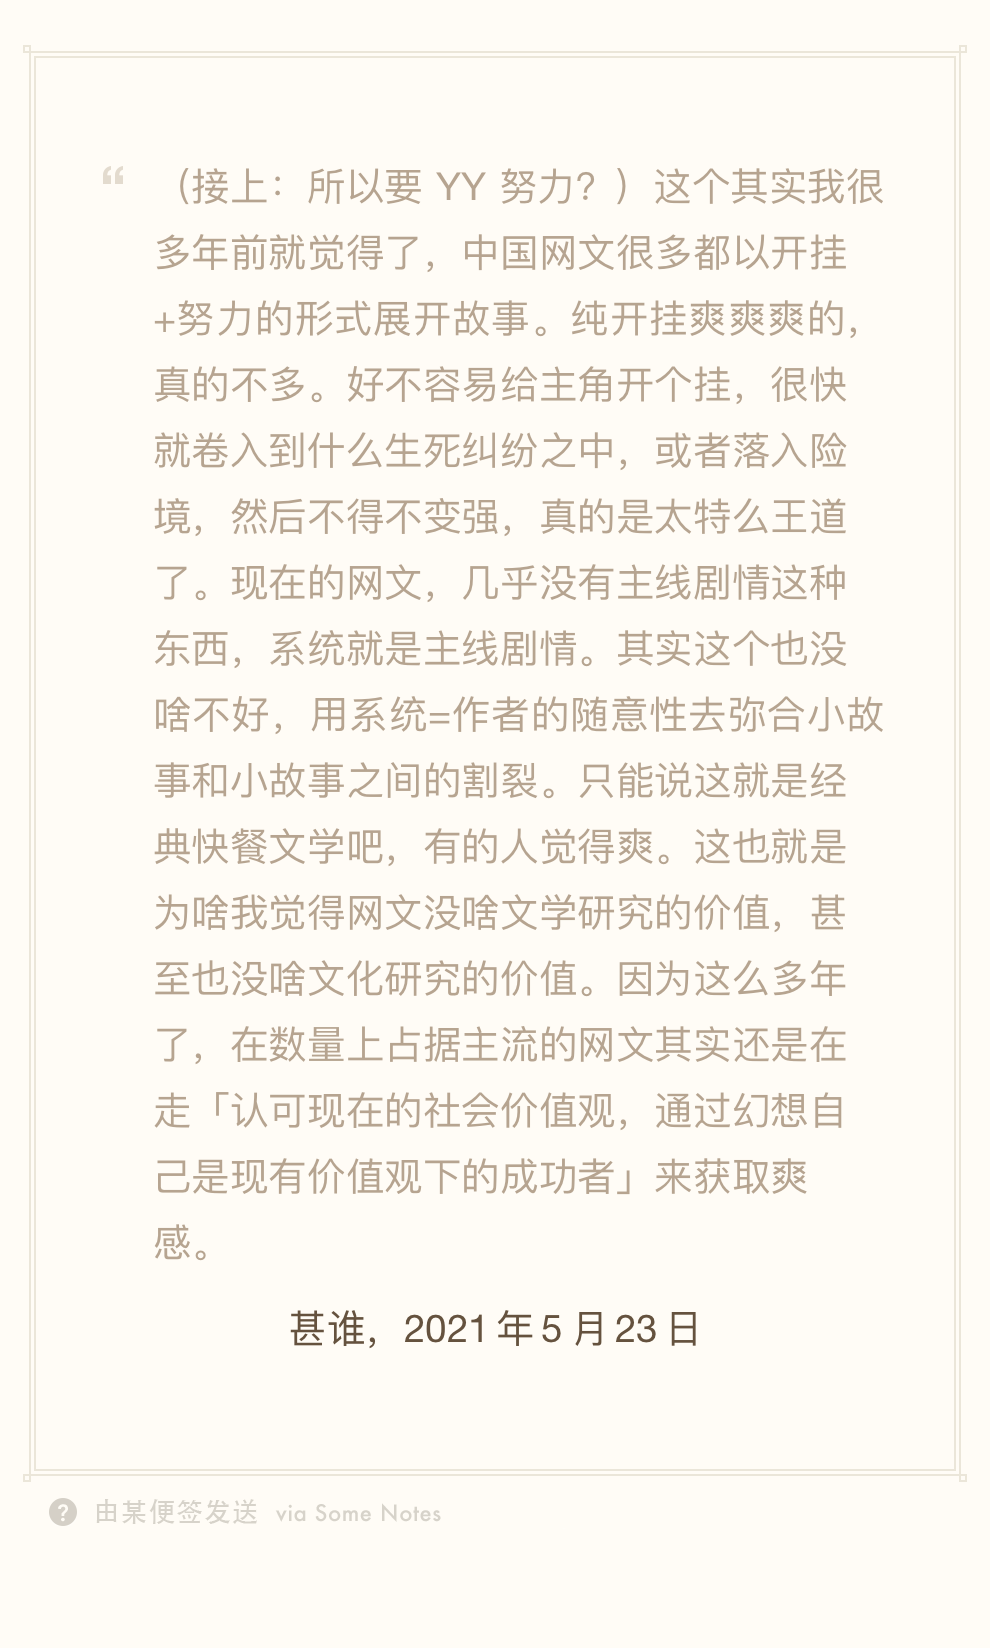 “ （接上：所以要 YY 努力？）这个其实我很
多年前就觉得了，中国网文很多都以开挂
+努力的形式展开故事。纯开挂爽爽爽的，
真的不多。好不容易给主角开个挂，很快
就卷入到什么生死纠纷之中，或者落入险
境，然后不得不变强，真的是太特么王道
了。现在的网文，几乎没有主线剧情这种
东西，系统就是主线剧情。其实这个也没
啥不好，用系统=作者的随意性去弥合小故
事和小故事之间的割裂。只能说这就是经
典快餐文学吧，有的人觉得爽。这也就是
为啥我觉得网文没啥文学研究的价值，甚
至也没啥文化研究的价值。因为这么多年
了，在数量上占据主流的网文其实还是在
走「认可现在的社会价值观，通过幻想自
己是现有价值观下的成功者」来获取爽
感。
甚谁，2021 年 5 月 23 日
? 由某便签发送 via Some Notes